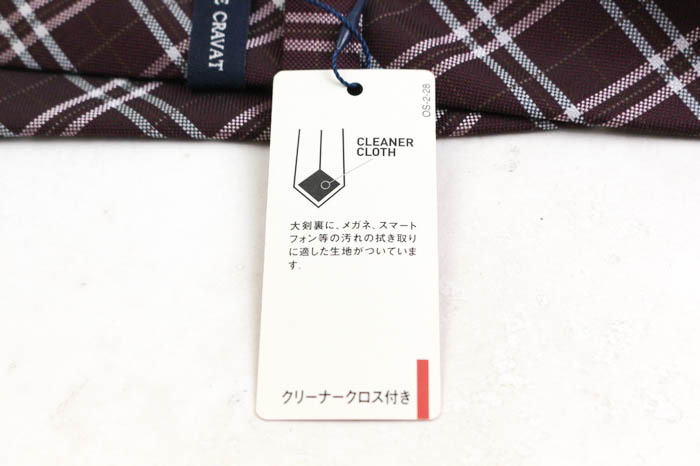 E CRAVAT
OS-2-28
CLEANER
CLOTH
大剣裏に、メガネ、スマート
フォン等の汚れの拭き取り
に適した生地がついていま
す.
クリーナークロス付き